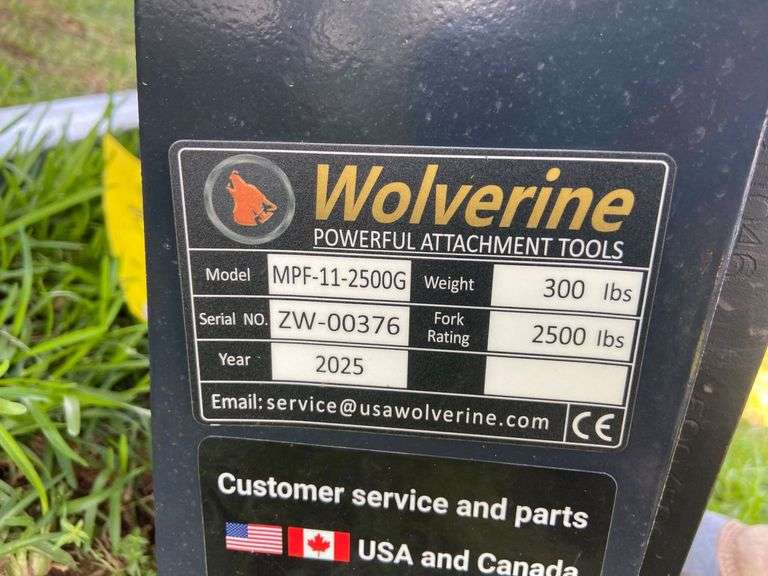 Wolverine
POWERFUL ATTACHMENT TOOLS
Model MPF-11-2500G Weight 300 lbs
Serial NO. ZW-00376 Fork Rating 2500 lbs
Year 2025
Email: service@usawolverine.com CE
Customer service and parts
USA and Canada